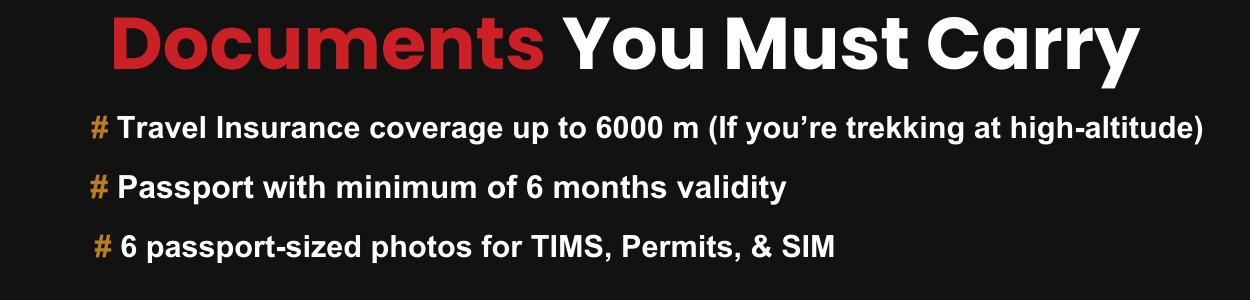 Documents You Must Carry
# Travel Insurance coverage up to 6000 m (If you’re trekking at high-altitude)
# Passport with minimum of 6 months validity
# 6 passport-sized photos for TIMS, Permits, & SIM